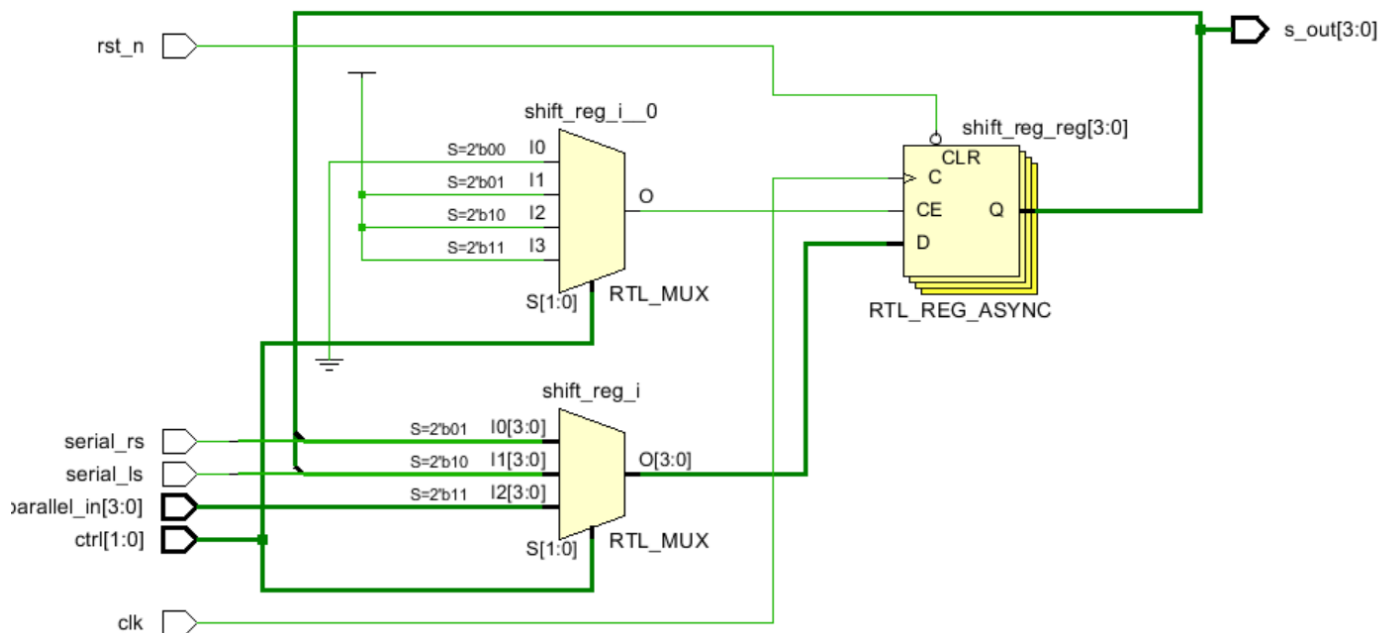 rst_n
s_out[3:0]
shift_reg_i__0
shift_reg_reg[3:0]
S=2'b00 I0
S=2'b01 I1
S=2'b10 I2
S=2'b11 I3
O
S[1:0]
RTL_MUX
CLR
C
CE
Q
D
RTL_REG_ASYNC
shift_reg_i
serial_rs
S=2'b01 I0[3:0]
serial_ls
S=2'b10 I1[3:0]
O[3:0]
parallel_in[3:0]
S=2'b11 I2[3:0]
ctrl[1:0]
S[1:0]
RTL_MUX
clk